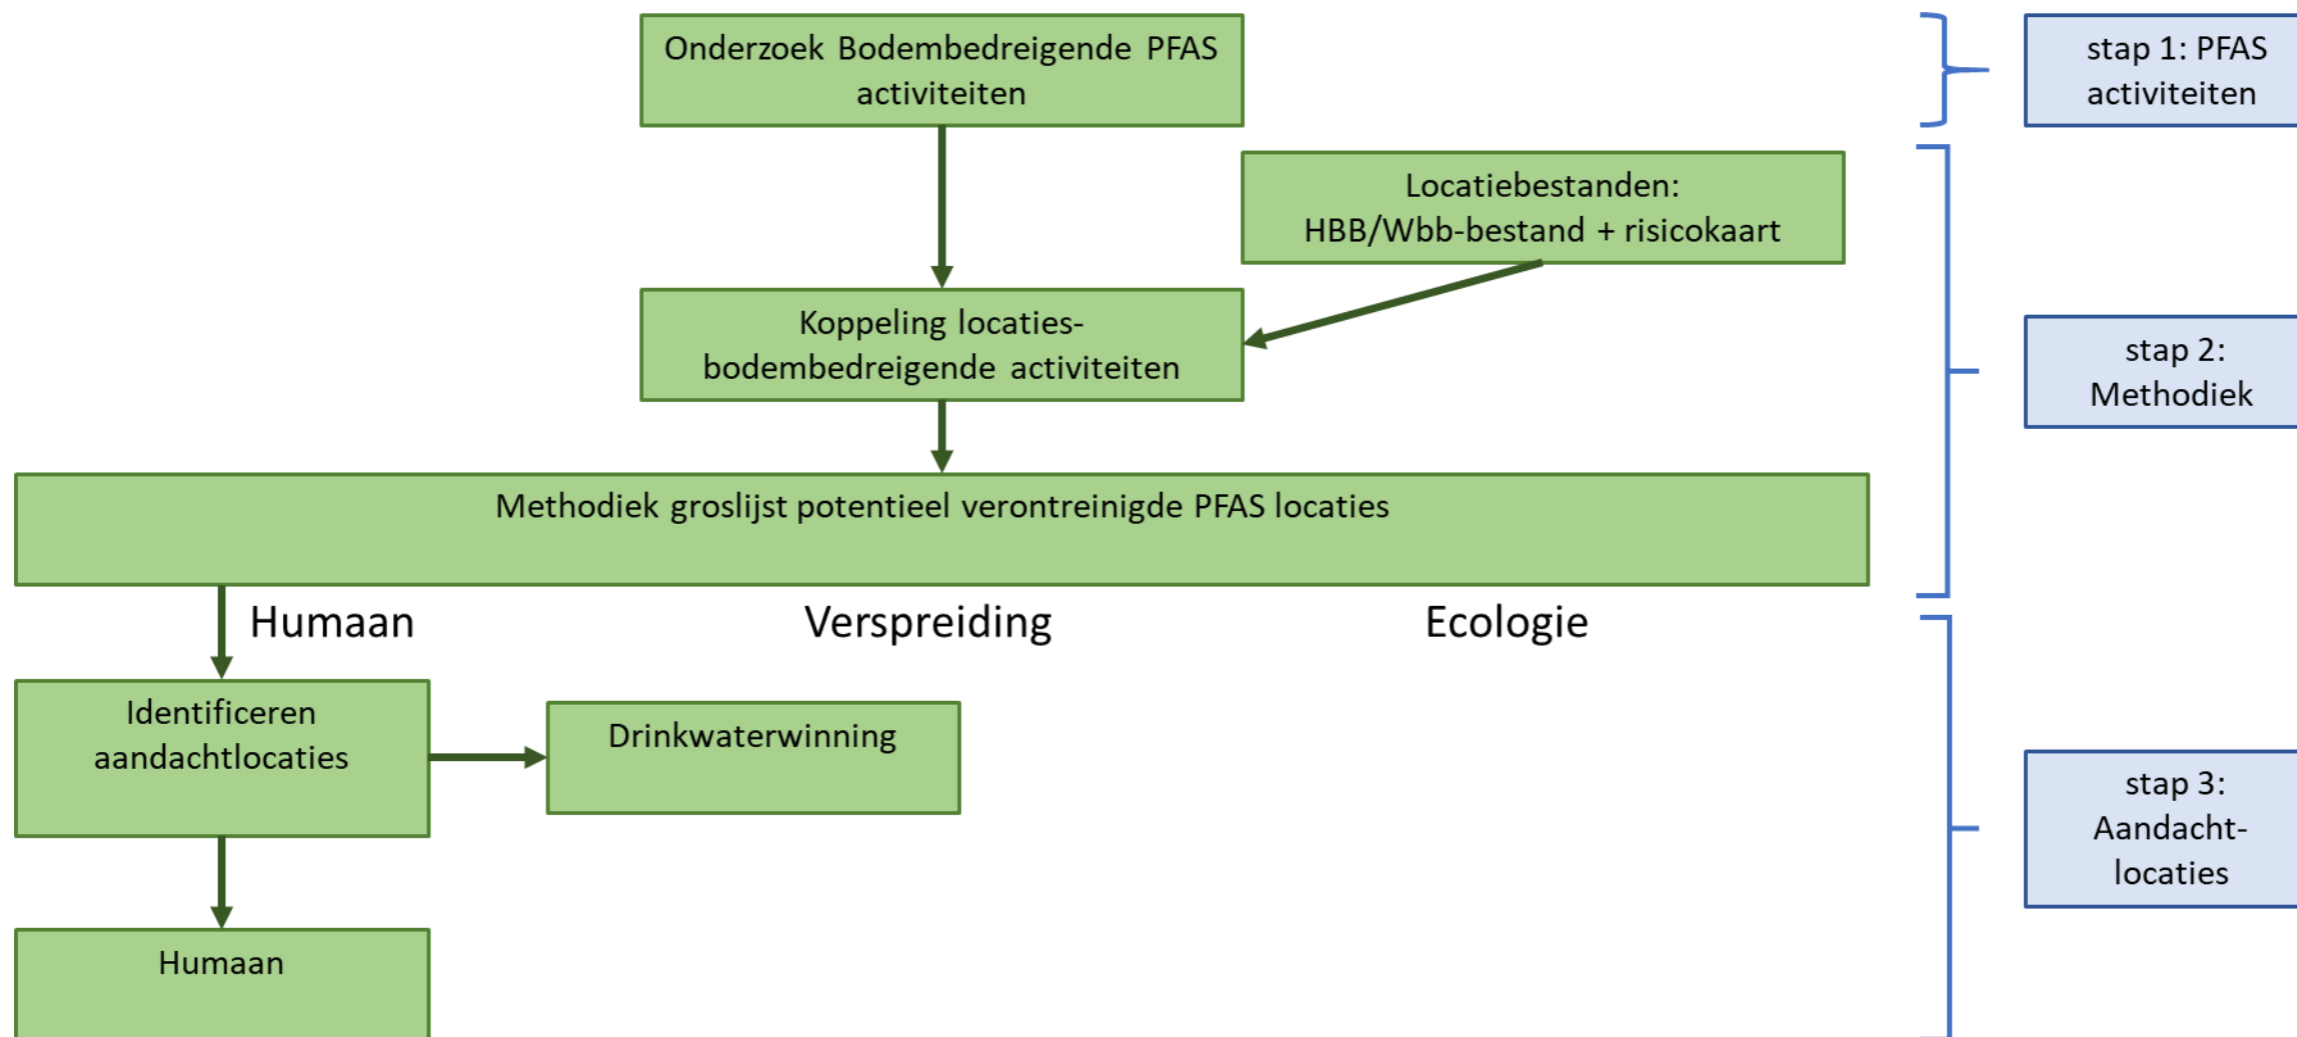 Onderzoek Bodembedreigende PFAS
activiteiten
stap 1: PFAS
activiteiten
Locatiebestanden:
HBB/Wbb-bestand + risicokaart
Koppeling locaties-
bodembedreigende activiteiten
stap 2:
Methodiek
Methodiek groslijst potentieel verontreinigde PFAS locaties
Humaan
Verspreiding
Ecologie
Identificeren
aandachtlocaties
Drinkwaterwinning
stap 3:
Aandacht-
locaties
Humaan